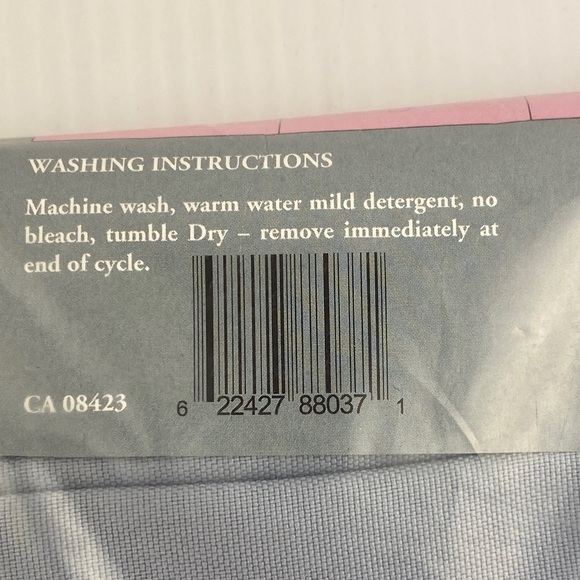 WASHING INSTRUCTIONS
Machine wash, warm water mild detergent, no
bleach, tumble Dry – remove immediately at
end of cycle.
CA 08423
6 22427 88037 1